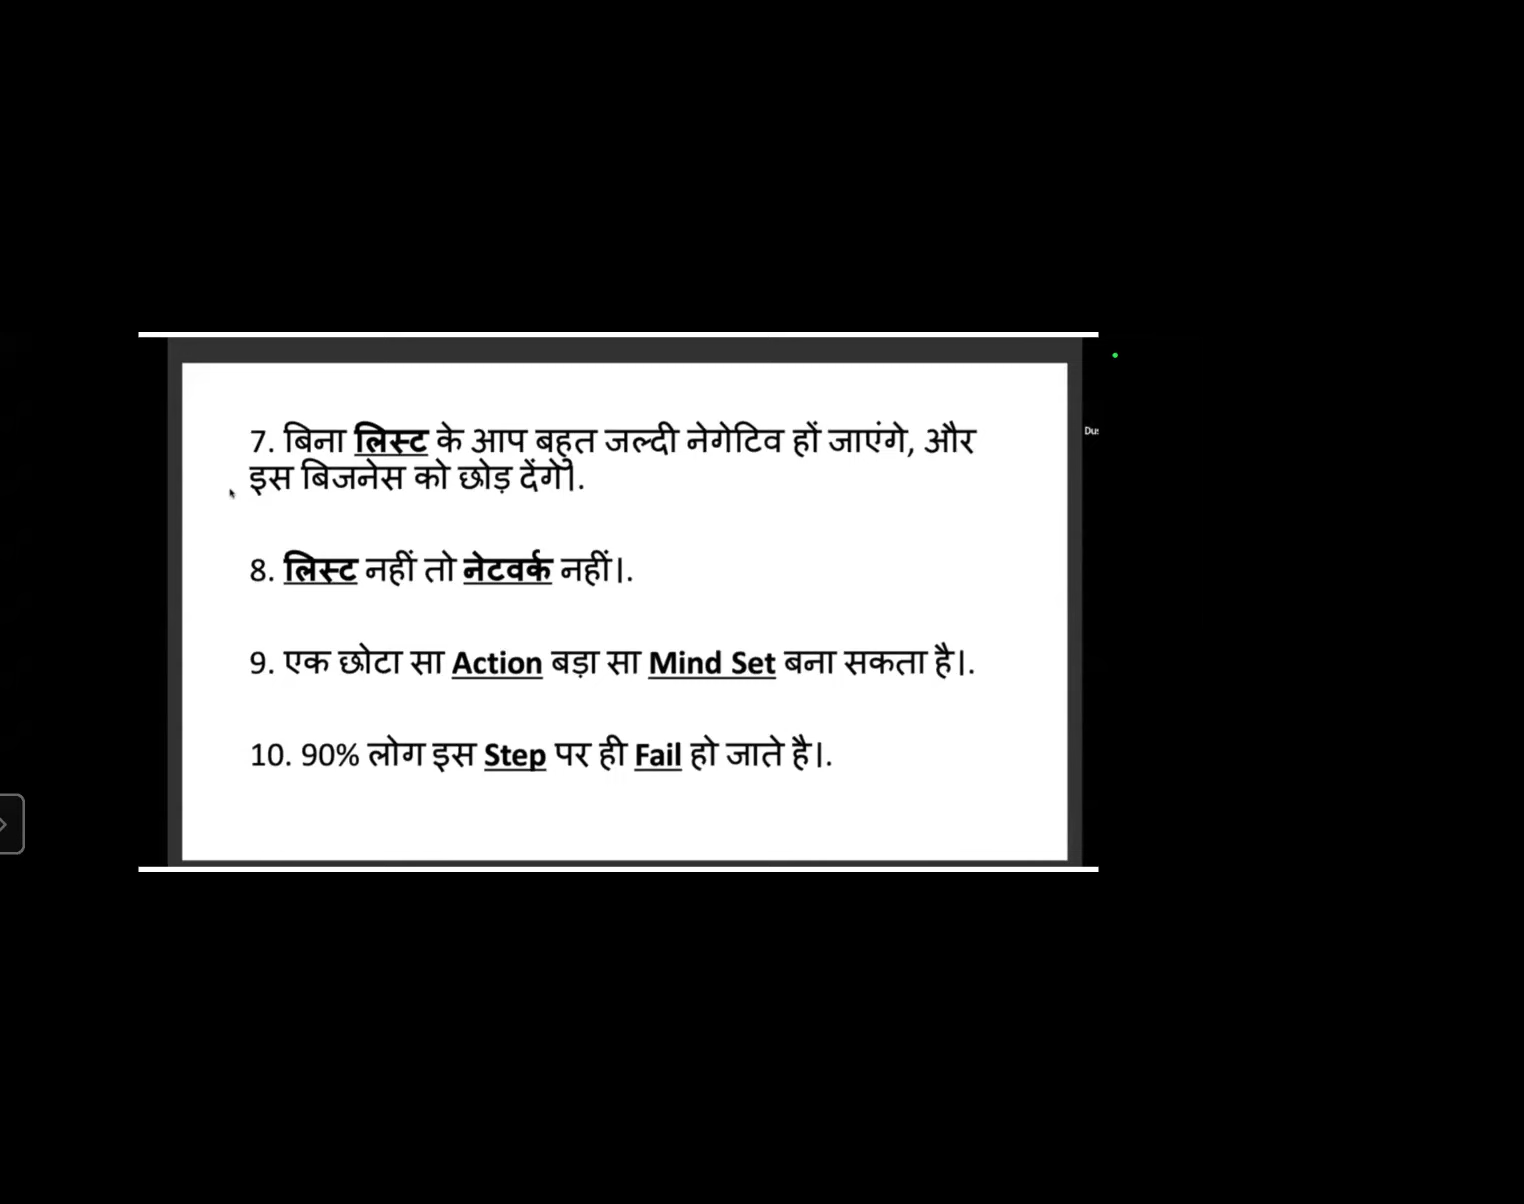 7. बिना लिस्ट के आप बहुत जल्दी नेगेटिव हों जाएंगे, और
इस बिजनेस को छोड़ देंगे।.
8. लिस्ट नहीं तो नेटवर्क नहीं।.
9. एक छोटा सा Action बड़ा सा Mind Set बना सकता है।.
10. 90% लोग इस Step पर ही Fail हो जाते है।.